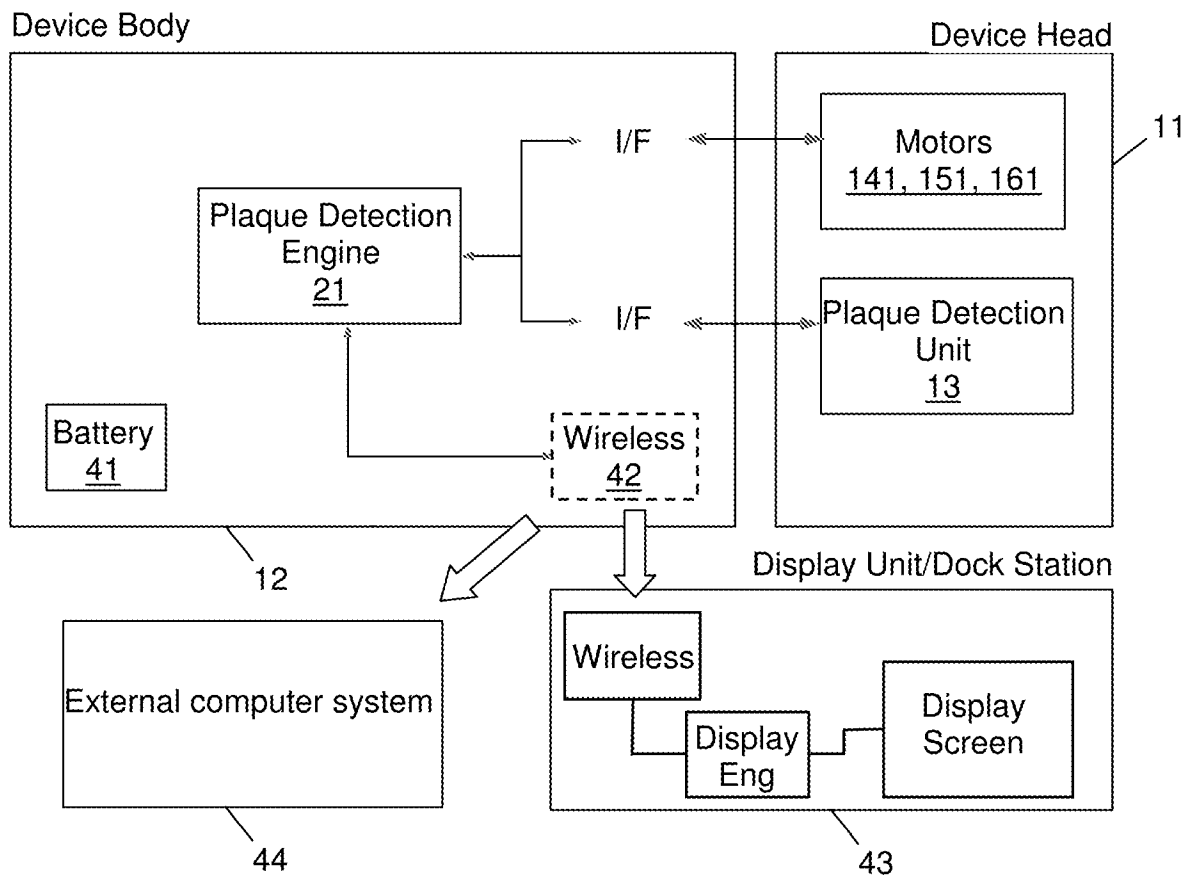 Device Body
Device Head
11
I/F
Motors
141, 151, 161
Plaque Detection
Engine
21
I/F
Plaque Detection
Unit
13
Battery
41
Wireless
42
12
Display Unit/Dock Station
External computer system
Wireless
Display
Eng
Display
Screen
44
43